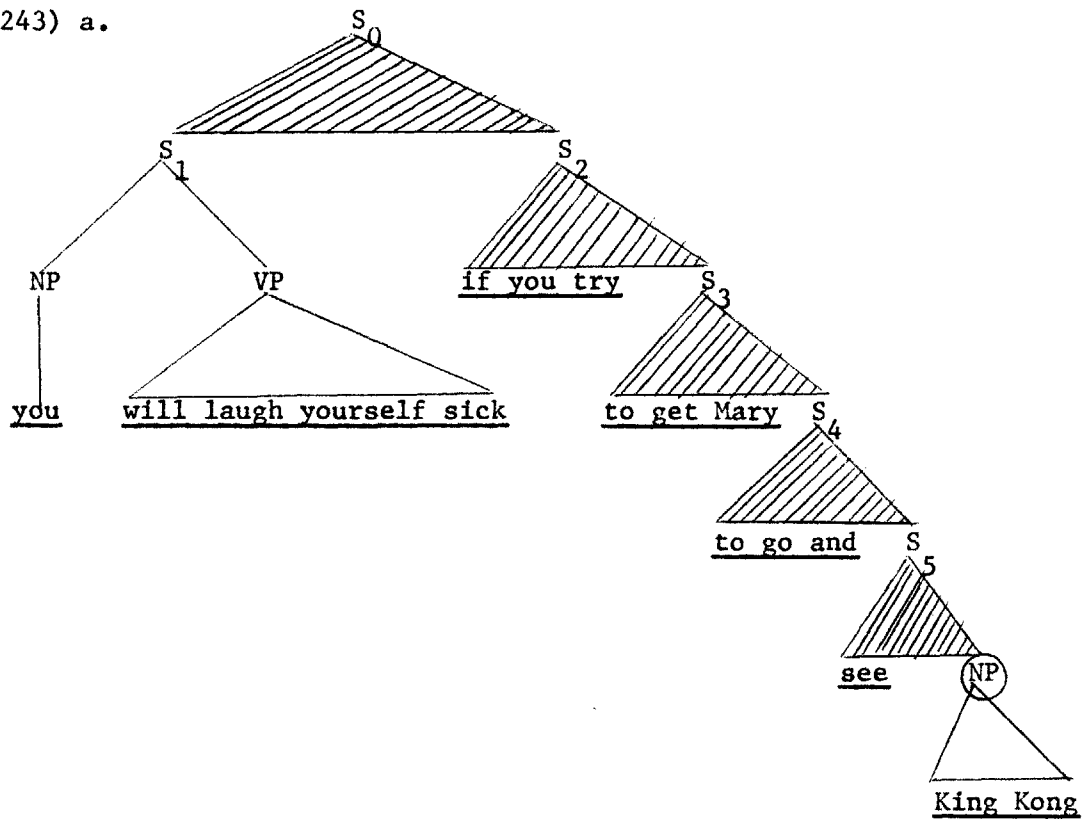 243) a.
S0
S1 S2
NP VP if you try S3
you will laugh yourself sick to get Mary S4
to go and S5
see NP
King Kong